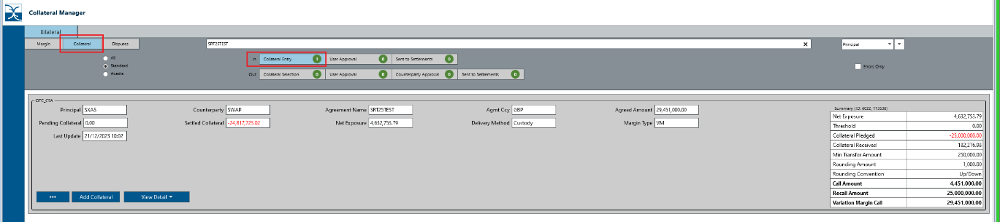 Collateral Manager
Bilateral
Margin Collateral Disputes SRT25TEST Principal
All
Standard
Acadia
In Collateral Entry 1 User Approval 0 Sent to Settlements 0
Out Collateral Selection 0 User Approval 0 Counterparty Approval 0 Sent to Settlements 0
Errors Only
OTC_CSA
Principal SXAS Counterparty SWAP Agreement Name SRT25TEST Agmt Ccy GBP Agreed Amount 29,451,000.00
Pending Collateral 0.00 Settled Collateral -24,817,723.02 Net Exposure 4,632,753.79 Delivery Method Custody Margin Type VM
Last Update 21/12/2023 10:02
Summary (ID: 6022, 113538)
Net Exposure 4,632,753.79
Threshold 0.00
Collateral Pledged -25,000,000.00
Collateral Received 182,276.98
Min Transfer Amount 250,000.00
Rounding Amount 1,000.00
Rounding Convention Up/Down
Call Amount 4,451,000.00
Recall Amount 25,000,000.00
Variation Margin Call 29,451,000.00
••• Add Collateral View Detail